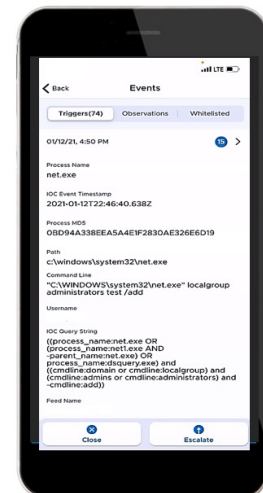 LTE
Back
Events
Triggers(74)
Observations
Whitelisted
01/12/21, 4:50 PM
15
Process Name
net.exe
IOC Event Timestamp
2021-01-12T22:46:40.638Z
Process MD5
0BD94A338EEA5A4E1F2830AE326E6D19
Path
c:\windows\system32\net.exe
Command Line
"C:\WINDOWS\system32\net.exe" localgroup
administrators test /add
Username
IOC Query String
((process_name:net.exe OR
(process_name:net1.exe AND
-parent_name:net.exe) OR
process_name:dsquery.exe) and
((cmdline:domain or cmdline:localgroup) and
(cmdline:admins or cmdline:administrators) and
-cmdline:add))
Feed Name
Close
Escalate